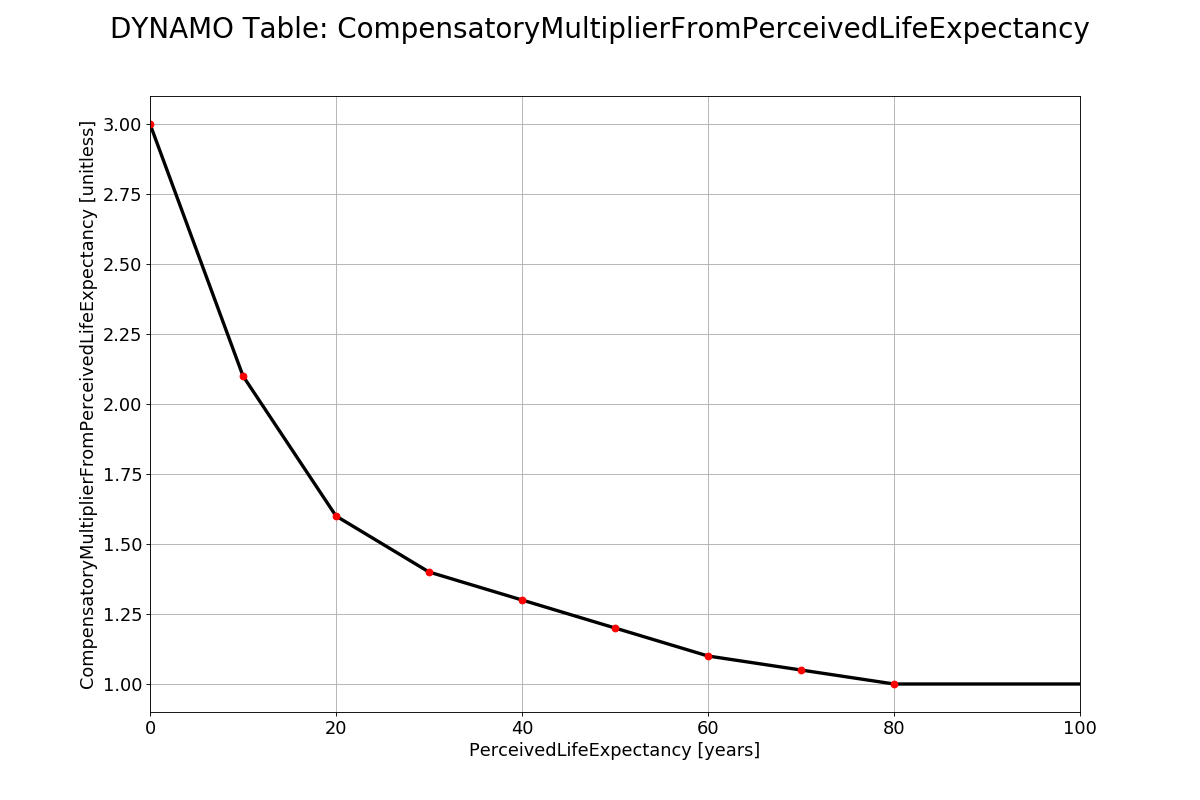 DYNAMO Table: CompensatoryMultiplierFromPerceivedLifeExpectancy
CompensatoryMultiplierFromPerceivedLifeExpectancy [unitless]
3.00
2.75
2.50
2.25
2.00
1.75
1.50
1.25
1.00
0 20 40 60 80 100
PerceivedLifeExpectancy [years]